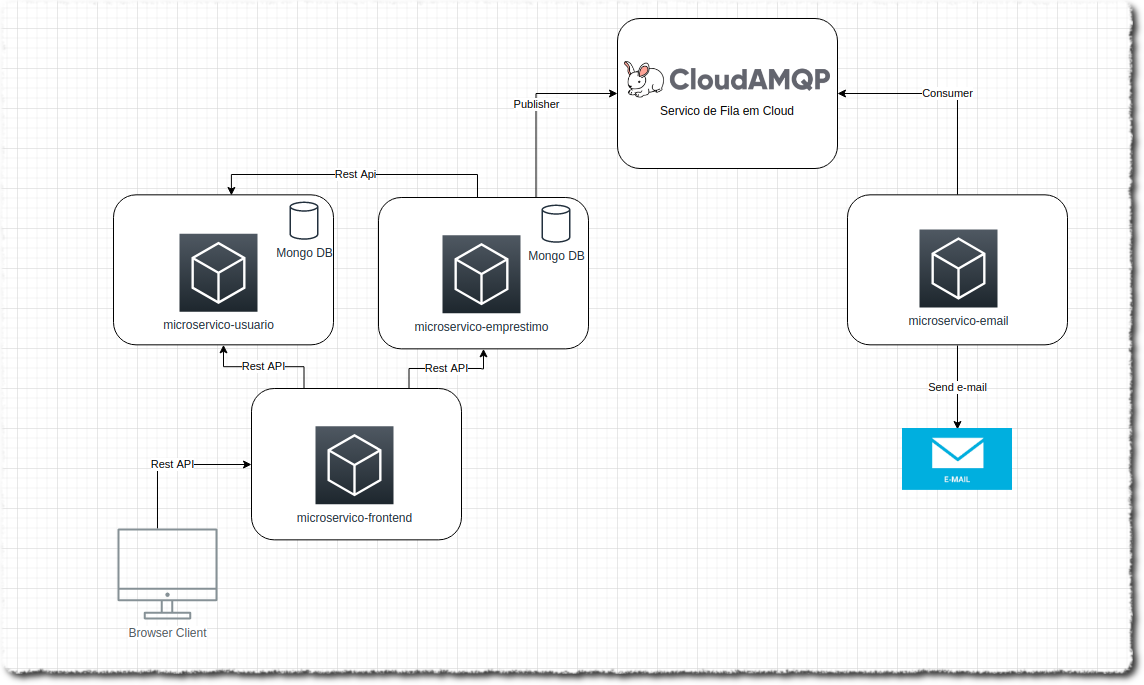 CloudAMQP
Servico de Fila em Cloud
Publisher
Consumer
Rest Api
Mongo DB
microservico-usuario
Mongo DB
microservico-emprestimo
microservico-email
Rest API
Rest API
Send e-mail
E-MAIL
Rest API
microservico-frontend
Browser Client